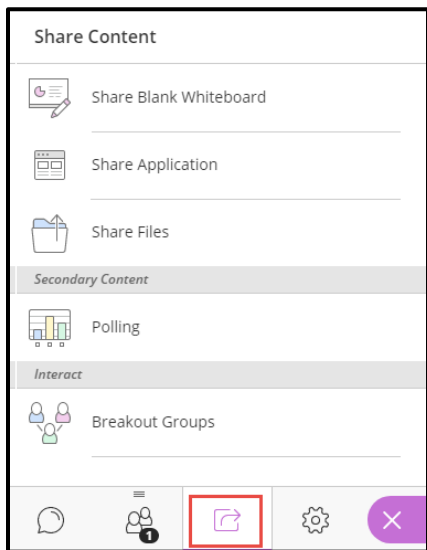 Share Content
Share Blank Whiteboard
Share Application
Share Files
Secondary Content
Polling
Interact
Breakout Groups
1